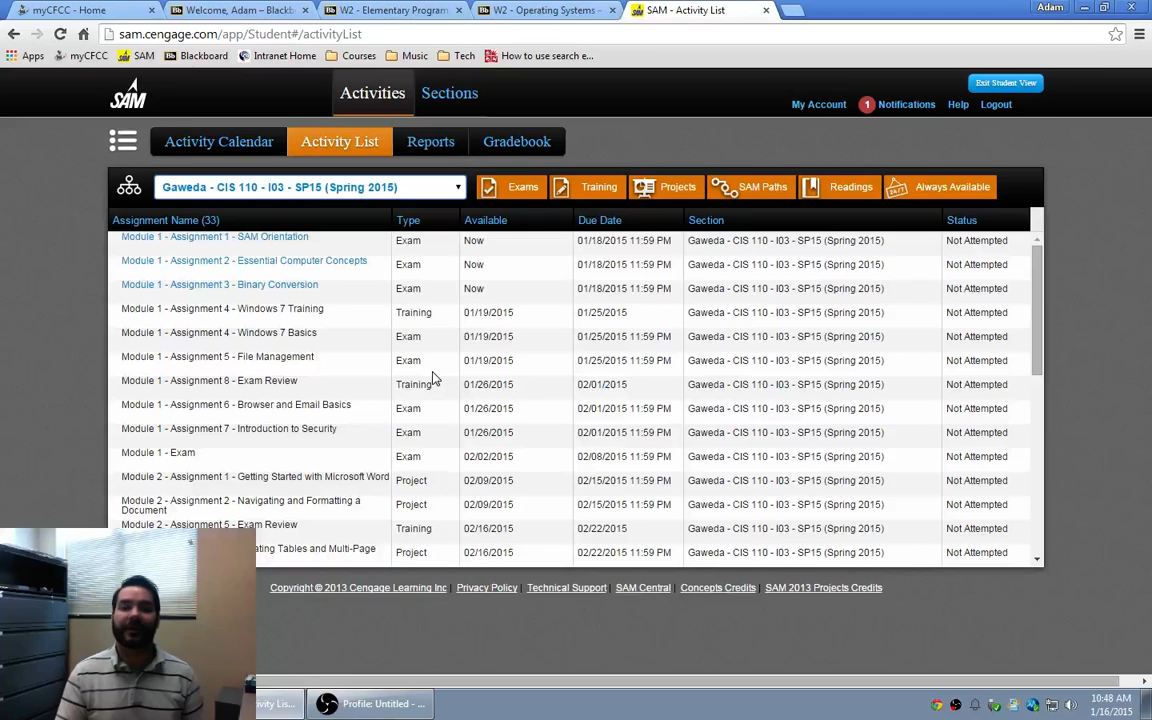 myCFCC - Home
Welcome, Adam – Blackb
W2 - Elementary Program
W2 - Operating Systems –
SAM - Activity List
Adam
sam.cengage.com/app/Student#/activityList
Apps
myCFCC
SAM
Blackboard
Intranet Home
Courses
Music
Tech
How to use search e...
SAM
Activities
Sections
Exit Student View
My Account
1
Notifications
Help
Logout
Activity Calendar
Activity List
Reports
Gradebook
Gaweda - CIS 110 - I03 - SP15 (Spring 2015)
Exams
Training
Projects
SAM Paths
Readings
24/7
Always Available
Assignment Name (33) Type Available Due Date Section Status
Module 1 - Assignment 1 - SAM Orientation Exam Now 01/18/2015 11:59 PM Gaweda - CIS 110 - I03 - SP15 (Spring 2015) Not Attempted
Module 1 - Assignment 2 - Essential Computer Concepts Exam Now 01/18/2015 11:59 PM Gaweda - CIS 110 - I03 - SP15 (Spring 2015) Not Attempted
Module 1 - Assignment 3 - Binary Conversion Exam Now 01/18/2015 11:59 PM Gaweda - CIS 110 - I03 - SP15 (Spring 2015) Not Attempted
Module 1 - Assignment 4 - Windows 7 Training Training 01/19/2015 01/25/2015 Gaweda - CIS 110 - I03 - SP15 (Spring 2015) Not Attempted
Module 1 - Assignment 4 - Windows 7 Basics Exam 01/19/2015 01/25/2015 11:59 PM Gaweda - CIS 110 - I03 - SP15 (Spring 2015) Not Attempted
Module 1 - Assignment 5 - File Management Exam 01/19/2015 01/25/2015 11:59 PM Gaweda - CIS 110 - I03 - SP15 (Spring 2015) Not Attempted
Module 1 - Assignment 8 - Exam Review Training 01/26/2015 02/01/2015 Gaweda - CIS 110 - I03 - SP15 (Spring 2015) Not Attempted
Module 1 - Assignment 6 - Browser and Email Basics Exam 01/26/2015 02/01/2015 11:59 PM Gaweda - CIS 110 - I03 - SP15 (Spring 2015) Not Attempted
Module 1 - Assignment 7 - Introduction to Security Exam 01/26/2015 02/01/2015 11:59 PM Gaweda - CIS 110 - I03 - SP15 (Spring 2015) Not Attempted
Module 1 - Exam Exam 02/02/2015 02/08/2015 11:59 PM Gaweda - CIS 110 - I03 - SP15 (Spring 2015) Not Attempted
Module 2 - Assignment 1 - Getting Started with Microsoft Word Project 02/09/2015 02/15/2015 11:59 PM Gaweda - CIS 110 - I03 - SP15 (Spring 2015) Not Attempted
Module 2 - Assignment 2 - Navigating and Formatting a
Document Project 02/09/2015 02/15/2015 11:59 PM Gaweda - CIS 110 - I03 - SP15 (Spring 2015) Not Attempted
Module 2 - Assignment 5 - Exam Review Training 02/16/2015 02/22/2015 Gaweda - CIS 110 - I03 - SP15 (Spring 2015) Not Attempted
ating Tables and Multi-Page Project 02/16/2015 02/22/2015 11:59 PM Gaweda - CIS 110 - I03 - SP15 (Spring 2015) Not Attempted
Copyright © 2013 Cengage Learning Inc | Privacy Policy | Technical Support | SAM Central | Concepts Credits | SAM 2013 Projects Credits
ivity Lis...
Profile: Untitled - ...
10:48 AM
1/16/2015